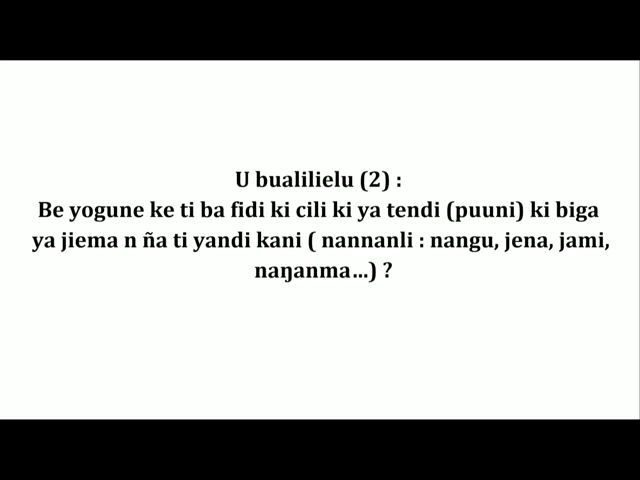 U bualilielu (2) :
Be yogune ke ti ba fidi ki cili ki ya tendi (puuni) ki biga
ya jiema n ña ti yandi kani ( nannanli : nangu, jena, jami,
naŋanma...) ?